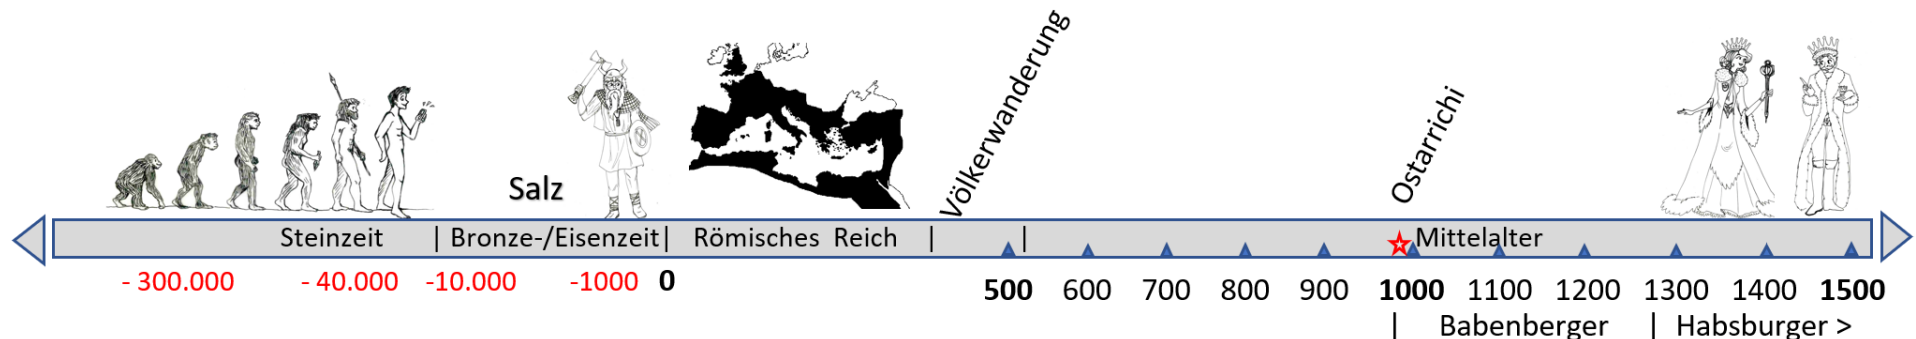 Völkerwanderung
Ostarrichi
Salz
Steinzeit | Bronze-/Eisenzeit | Römisches Reich | | Mittelalter
- 300.000 - 40.000 -10.000 -1000 0 500 600 700 800 900 1000 1100 1200 1300 1400 1500
| Babenberger | Habsburger >